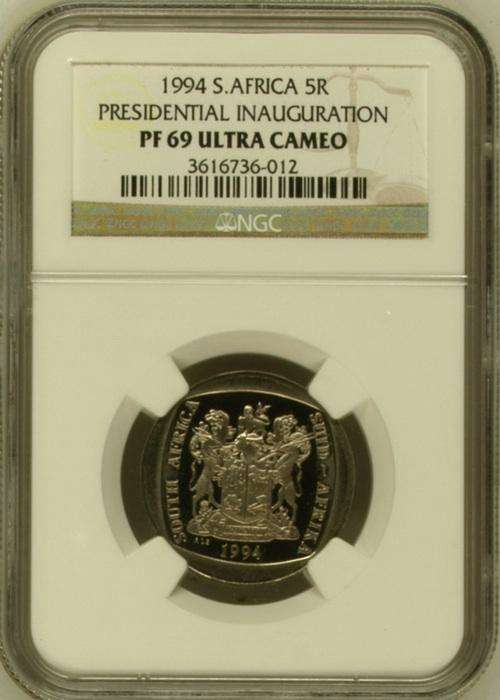 1994 S.AFRICA 5R
PRESIDENTIAL INAUGURATION
PF 69 ULTRA CAMEO
3616736-012
NGC
SOUTH AFRICA
SUID-AFRIKA
1994